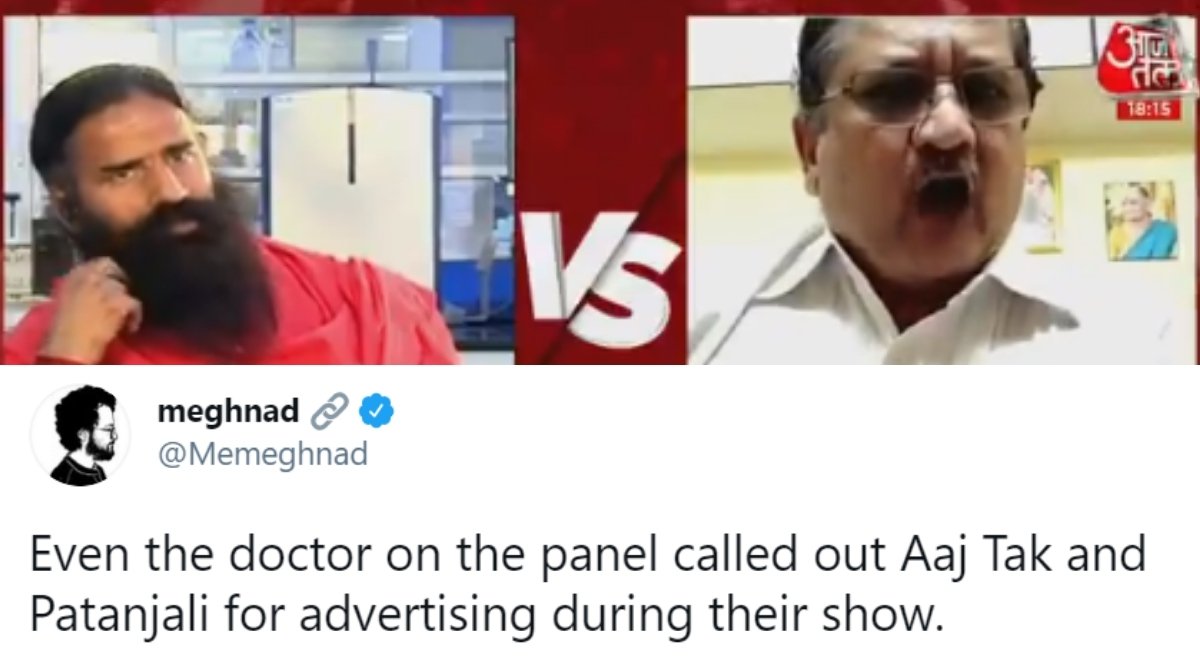 आज
तक
18:15
VS
meghnad
@Memeghnad
Even the doctor on the panel called out Aaj Tak and
Patanjali for advertising during their show.